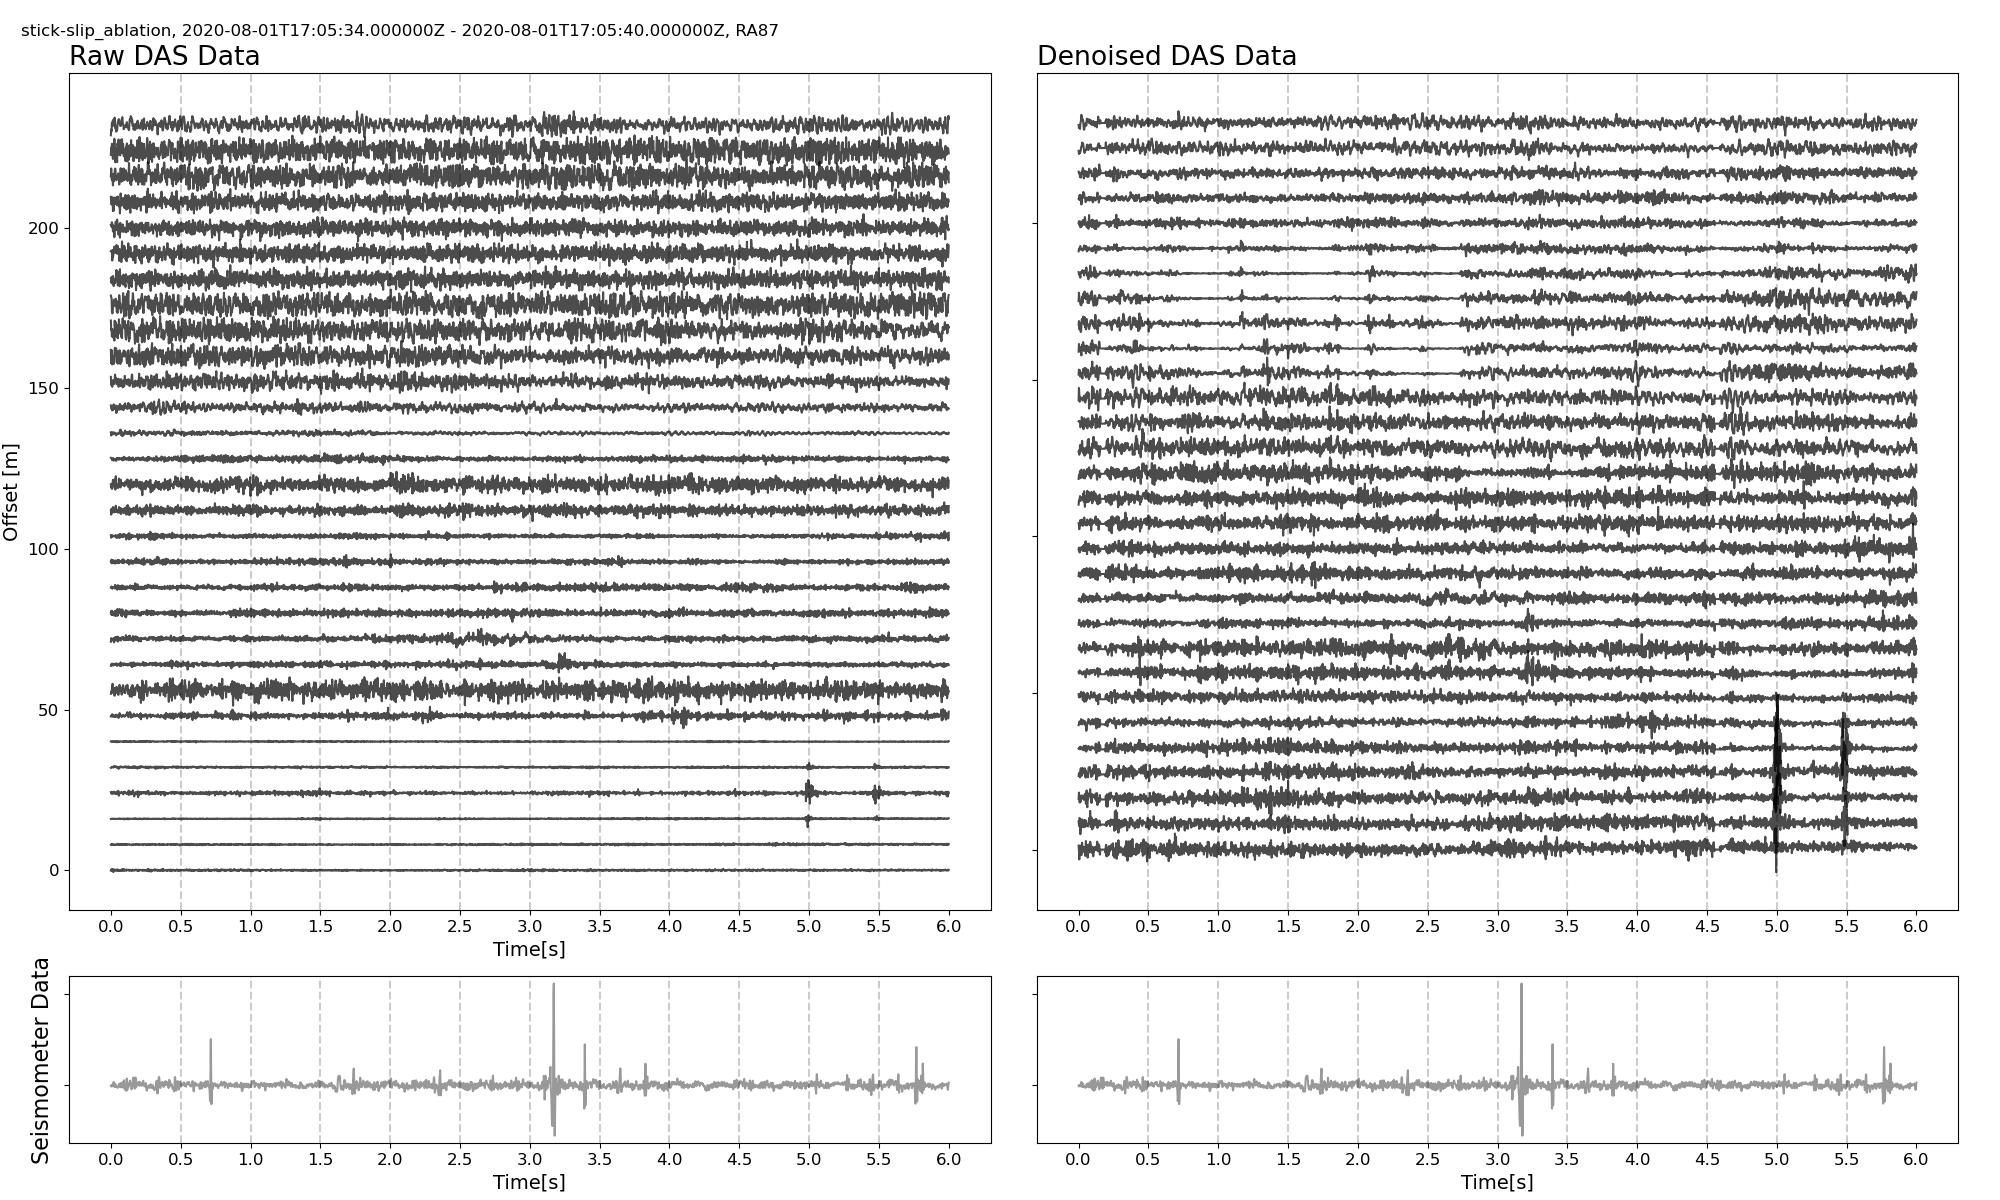 stick-slip_ablation, 2020-08-01T17:05:34.000000Z - 2020-08-01T17:05:40.000000Z, RA87
Raw DAS Data
Denoised DAS Data
Offset [m]
200
150
100
50
0
0.0 0.5 1.0 1.5 2.0 2.5 3.0 3.5 4.0 4.5 5.0 5.5 6.0
Time[s]
0.0 0.5 1.0 1.5 2.0 2.5 3.0 3.5 4.0 4.5 5.0 5.5 6.0
Seismometer Data
0.0 0.5 1.0 1.5 2.0 2.5 3.0 3.5 4.0 4.5 5.0 5.5 6.0
Time[s]
0.0 0.5 1.0 1.5 2.0 2.5 3.0 3.5 4.0 4.5 5.0 5.5 6.0
Time[s]